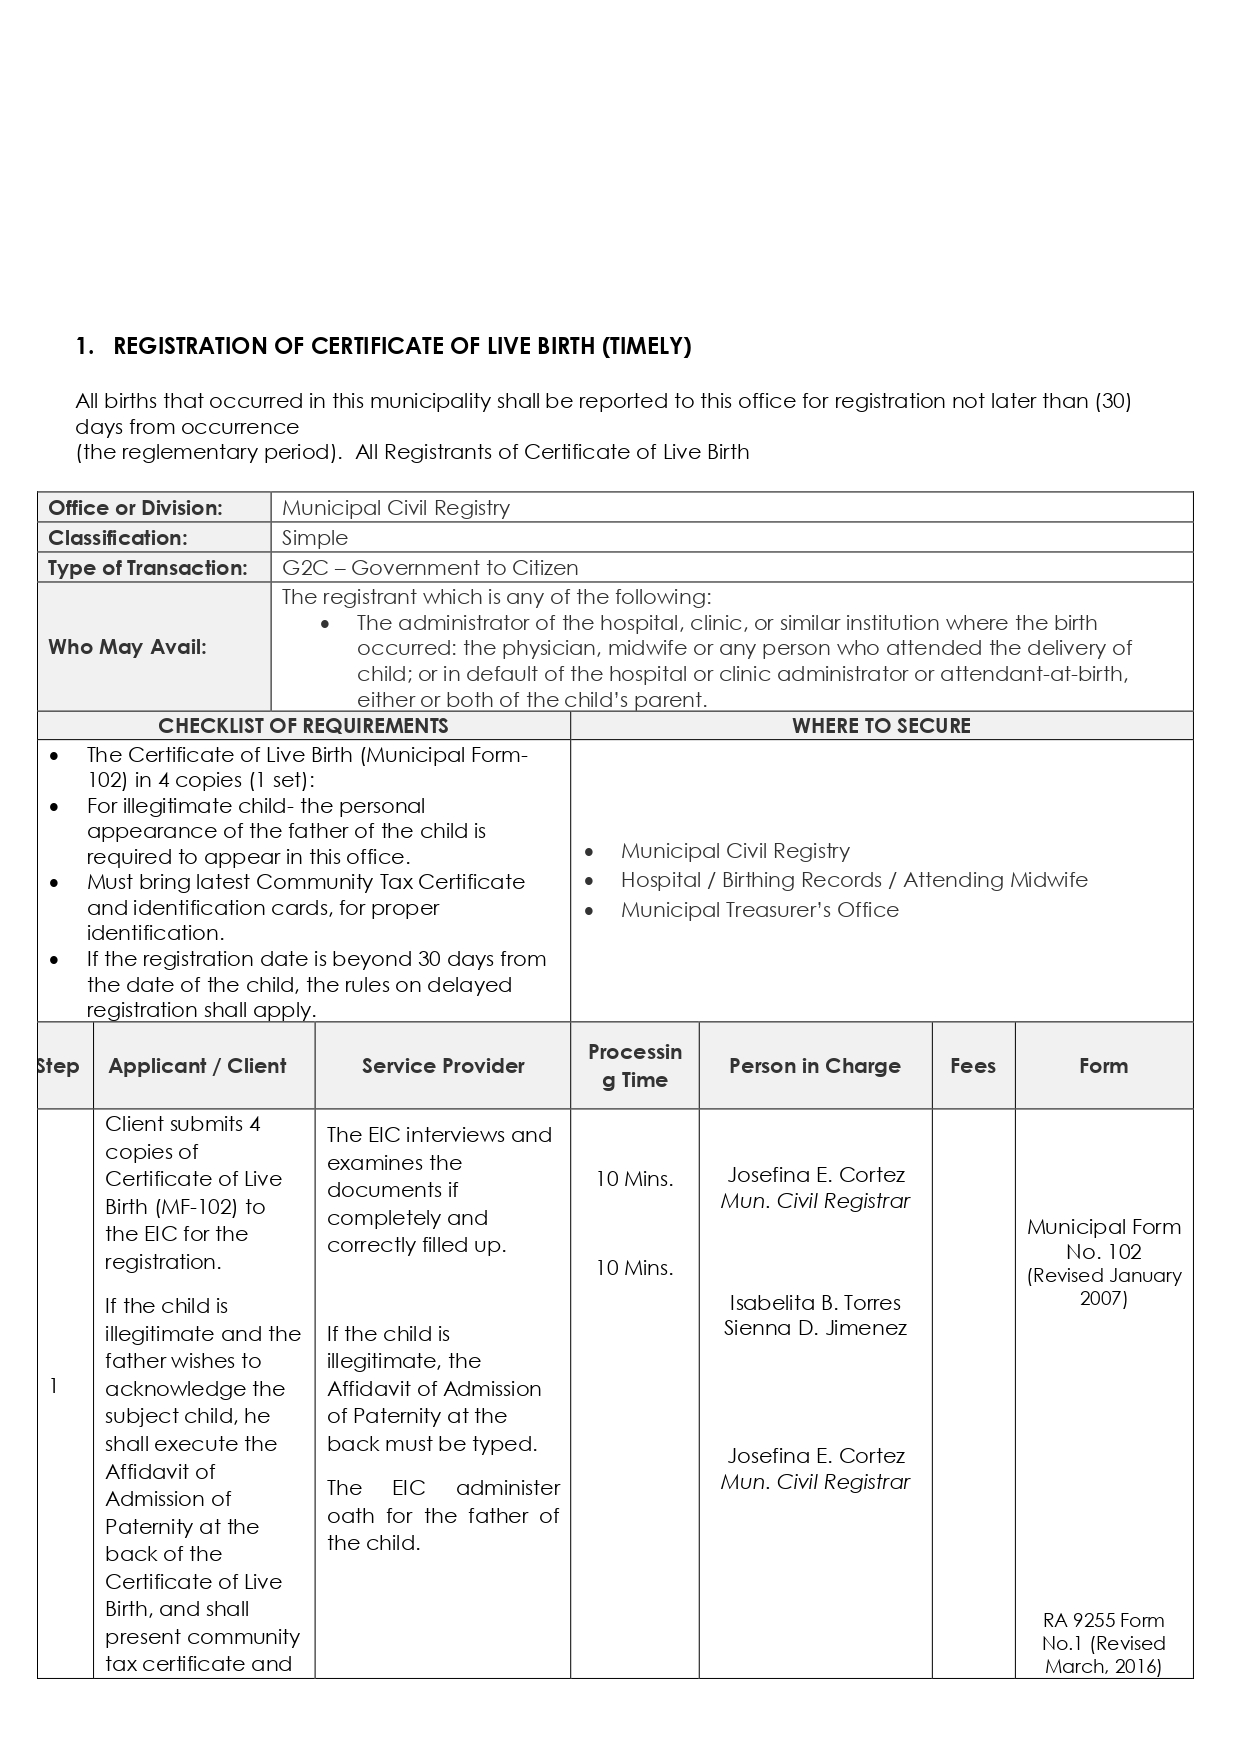 1. REGISTRATION OF CERTIFICATE OF LIVE BIRTH (TIMELY)
All births that occurred in this municipality shall be reported to this office for registration not later than (30)
days from occurrence
(the reglementary period). All Registrants of Certificate of Live Birth
Office or Division:
Municipal Civil Registry
Classification:
Simple
Type of Transaction:
G2C – Government to Citizen
Who May Avail:
The registrant which is any of the following:
• The administrator of the hospital, clinic, or similar institution where the birth
occurred: the physician, midwife or any person who attended the delivery of
child; or in default of the hospital or clinic administrator or attendant-at-birth,
either or both of the child’s parent.
CHECKLIST OF REQUIREMENTS
WHERE TO SECURE
• The Certificate of Live Birth (Municipal Form-
102) in 4 copies (1 set):
• For illegitimate child- the personal
appearance of the father of the child is
required to appear in this office.
• Must bring latest Community Tax Certificate
and identification cards, for proper
identification.
• If the registration date is beyond 30 days from
the date of the child, the rules on delayed
registration shall apply.
• Municipal Civil Registry
• Hospital / Birthing Records / Attending Midwife
• Municipal Treasurer’s Office
Step
Applicant / Client
Service Provider
Processin
g Time
Person in Charge
Fees
Form
1
Client submits 4
copies of
Certificate of Live
Birth (MF-102) to
the EIC for the
registration.
If the child is
illegitimate and the
father wishes to
acknowledge the
subject child, he
shall execute the
Affidavit of
Admission of
Paternity at the
back of the
Certificate of Live
Birth, and shall
present community
tax certificate and
The EIC interviews and
examines the
documents if
completely and
correctly filled up.
If the child is
illegitimate, the
Affidavit of Admission
of Paternity at the
back must be typed.
The EIC administer
oath for the father of
the child.
10 Mins.
10 Mins.
Josefina E. Cortez
Mun. Civil Registrar
Isabelita B. Torres
Sienna D. Jimenez
Josefina E. Cortez
Mun. Civil Registrar
Municipal Form
No. 102
(Revised January
2007)
RA 9255 Form
No.1 (Revised
March, 2016)